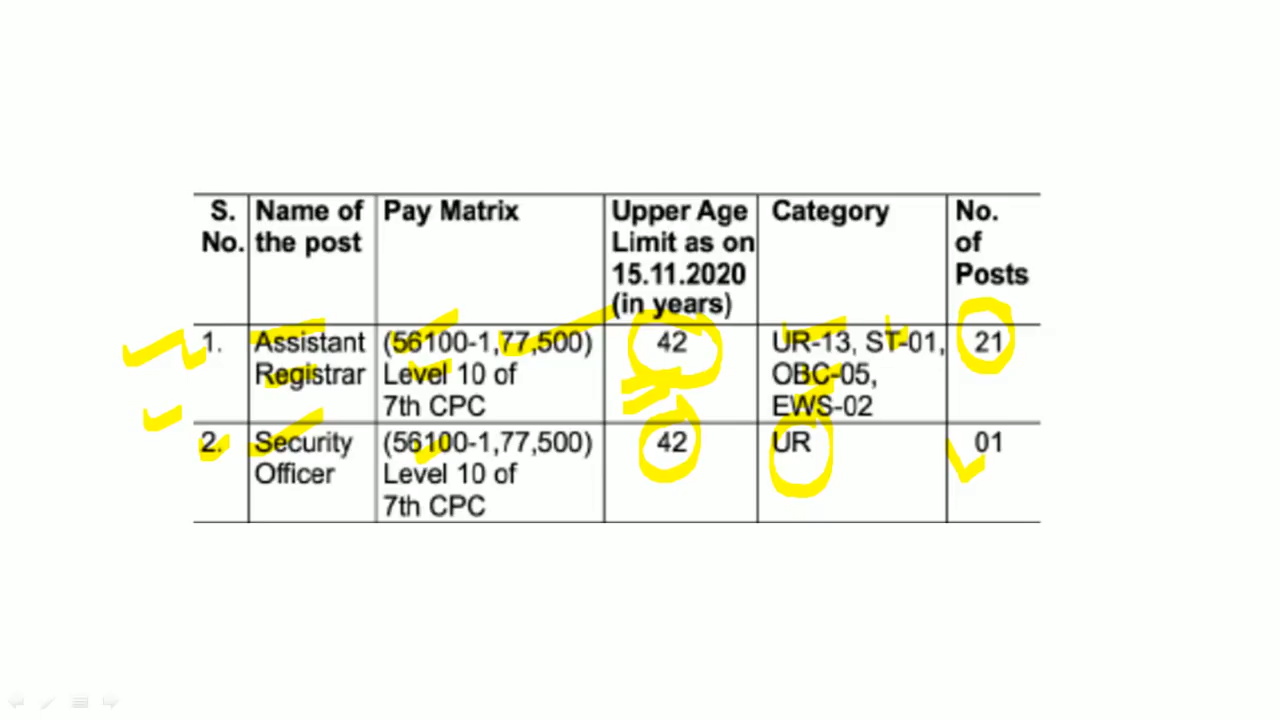 S. No. Name of the post Pay Matrix Upper Age Limit as on 15.11.2020 (in years) Category No. of Posts
1. Assistant Registrar (56100-1,77,500) Level 10 of 7th CPC 42 UR-13, ST-01, OBC-05, EWS-02 21
2. Security Officer (56100-1,77,500) Level 10 of 7th CPC 42 UR 01